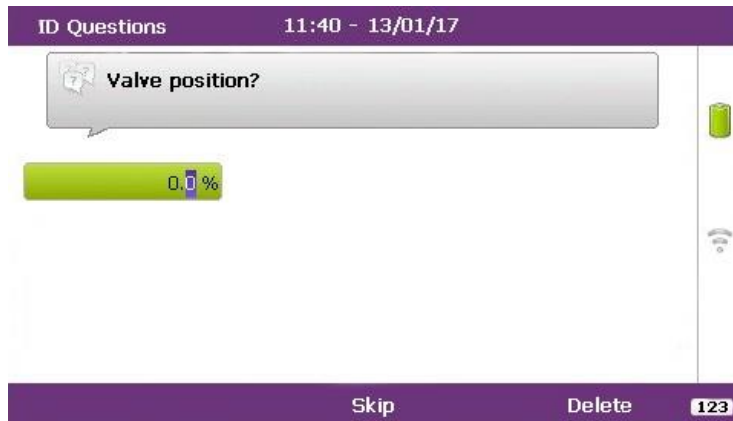 ID Questions 11:40 - 13/01/17
Valve position?
0.0 %
Skip Delete 123